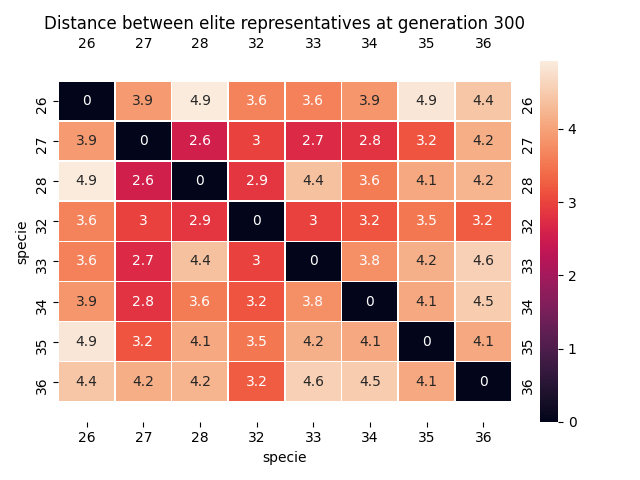 Distance between elite representatives at generation 300
26 27 28 32 33 34 35 36
26 0 3.9 4.9 3.6 3.6 3.9 4.9 4.4 26
27 3.9 0 2.6 3 2.7 2.8 3.2 4.2 27
28 4.9 2.6 0 2.9 4.4 3.6 4.1 4.2 28
32 3.6 3 2.9 0 3 3.2 3.5 3.2 32
33 3.6 2.7 4.4 3 0 3.8 4.2 4.6 33
34 3.9 2.8 3.6 3.2 3.8 0 4.1 4.5 34
35 4.9 3.2 4.1 3.5 4.2 4.1 0 4.1 35
36 4.4 4.2 4.2 3.2 4.6 4.5 4.1 0 36
26 27 28 32 33 34 35 36
specie
specie
4
3
2
1
0